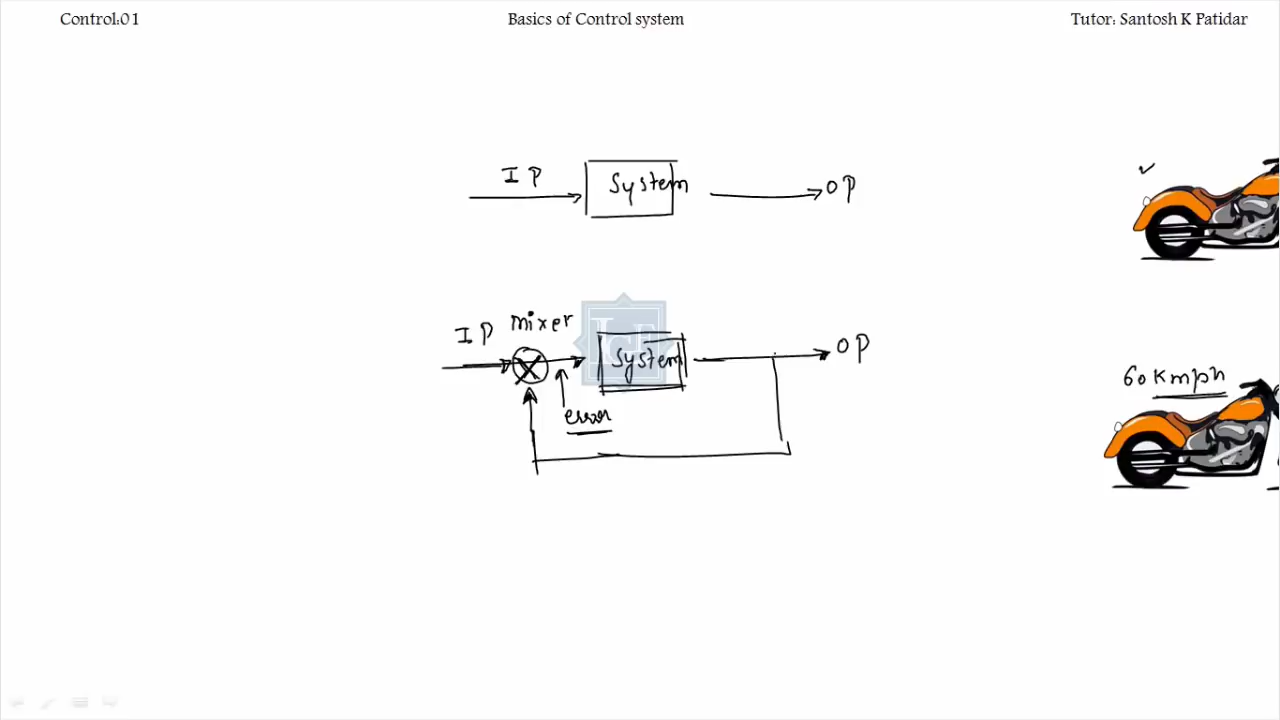 Control:01 Basics of Control system Tutor: Santosh K Patidar
IP System OP
IP mixer System OP
error
60 Kmph